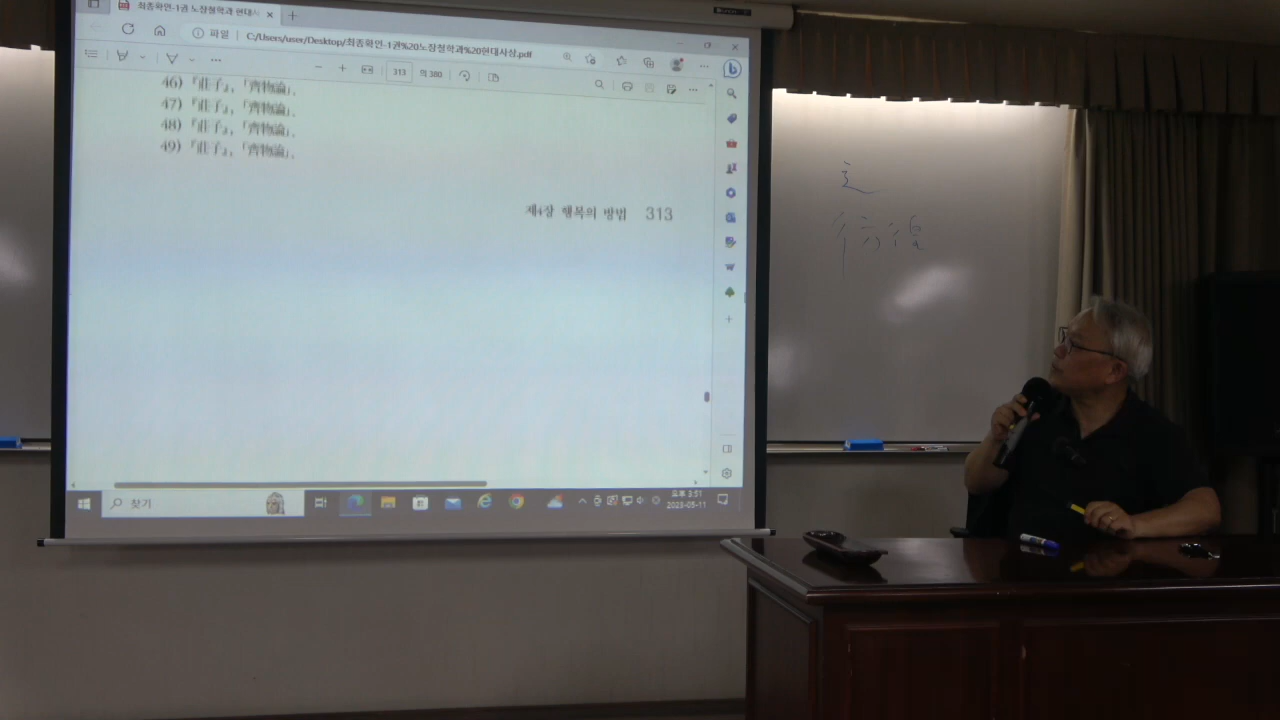 최종확인-1권 노장철학과 현대사
파일 C:/Users/user/Desktop/최종확인-1권%20노장철학과%20현대사상.pdf
313 의 380
46) 『莊子』, 「齊物論」,
47) 『莊子』, 「齊物論」,
48) 『莊子』, 「齊物論」,
49) 『莊子』, 「齊物論」,
제4장 행복의 방법 313
찾기
오후 3:51
2023-05-11